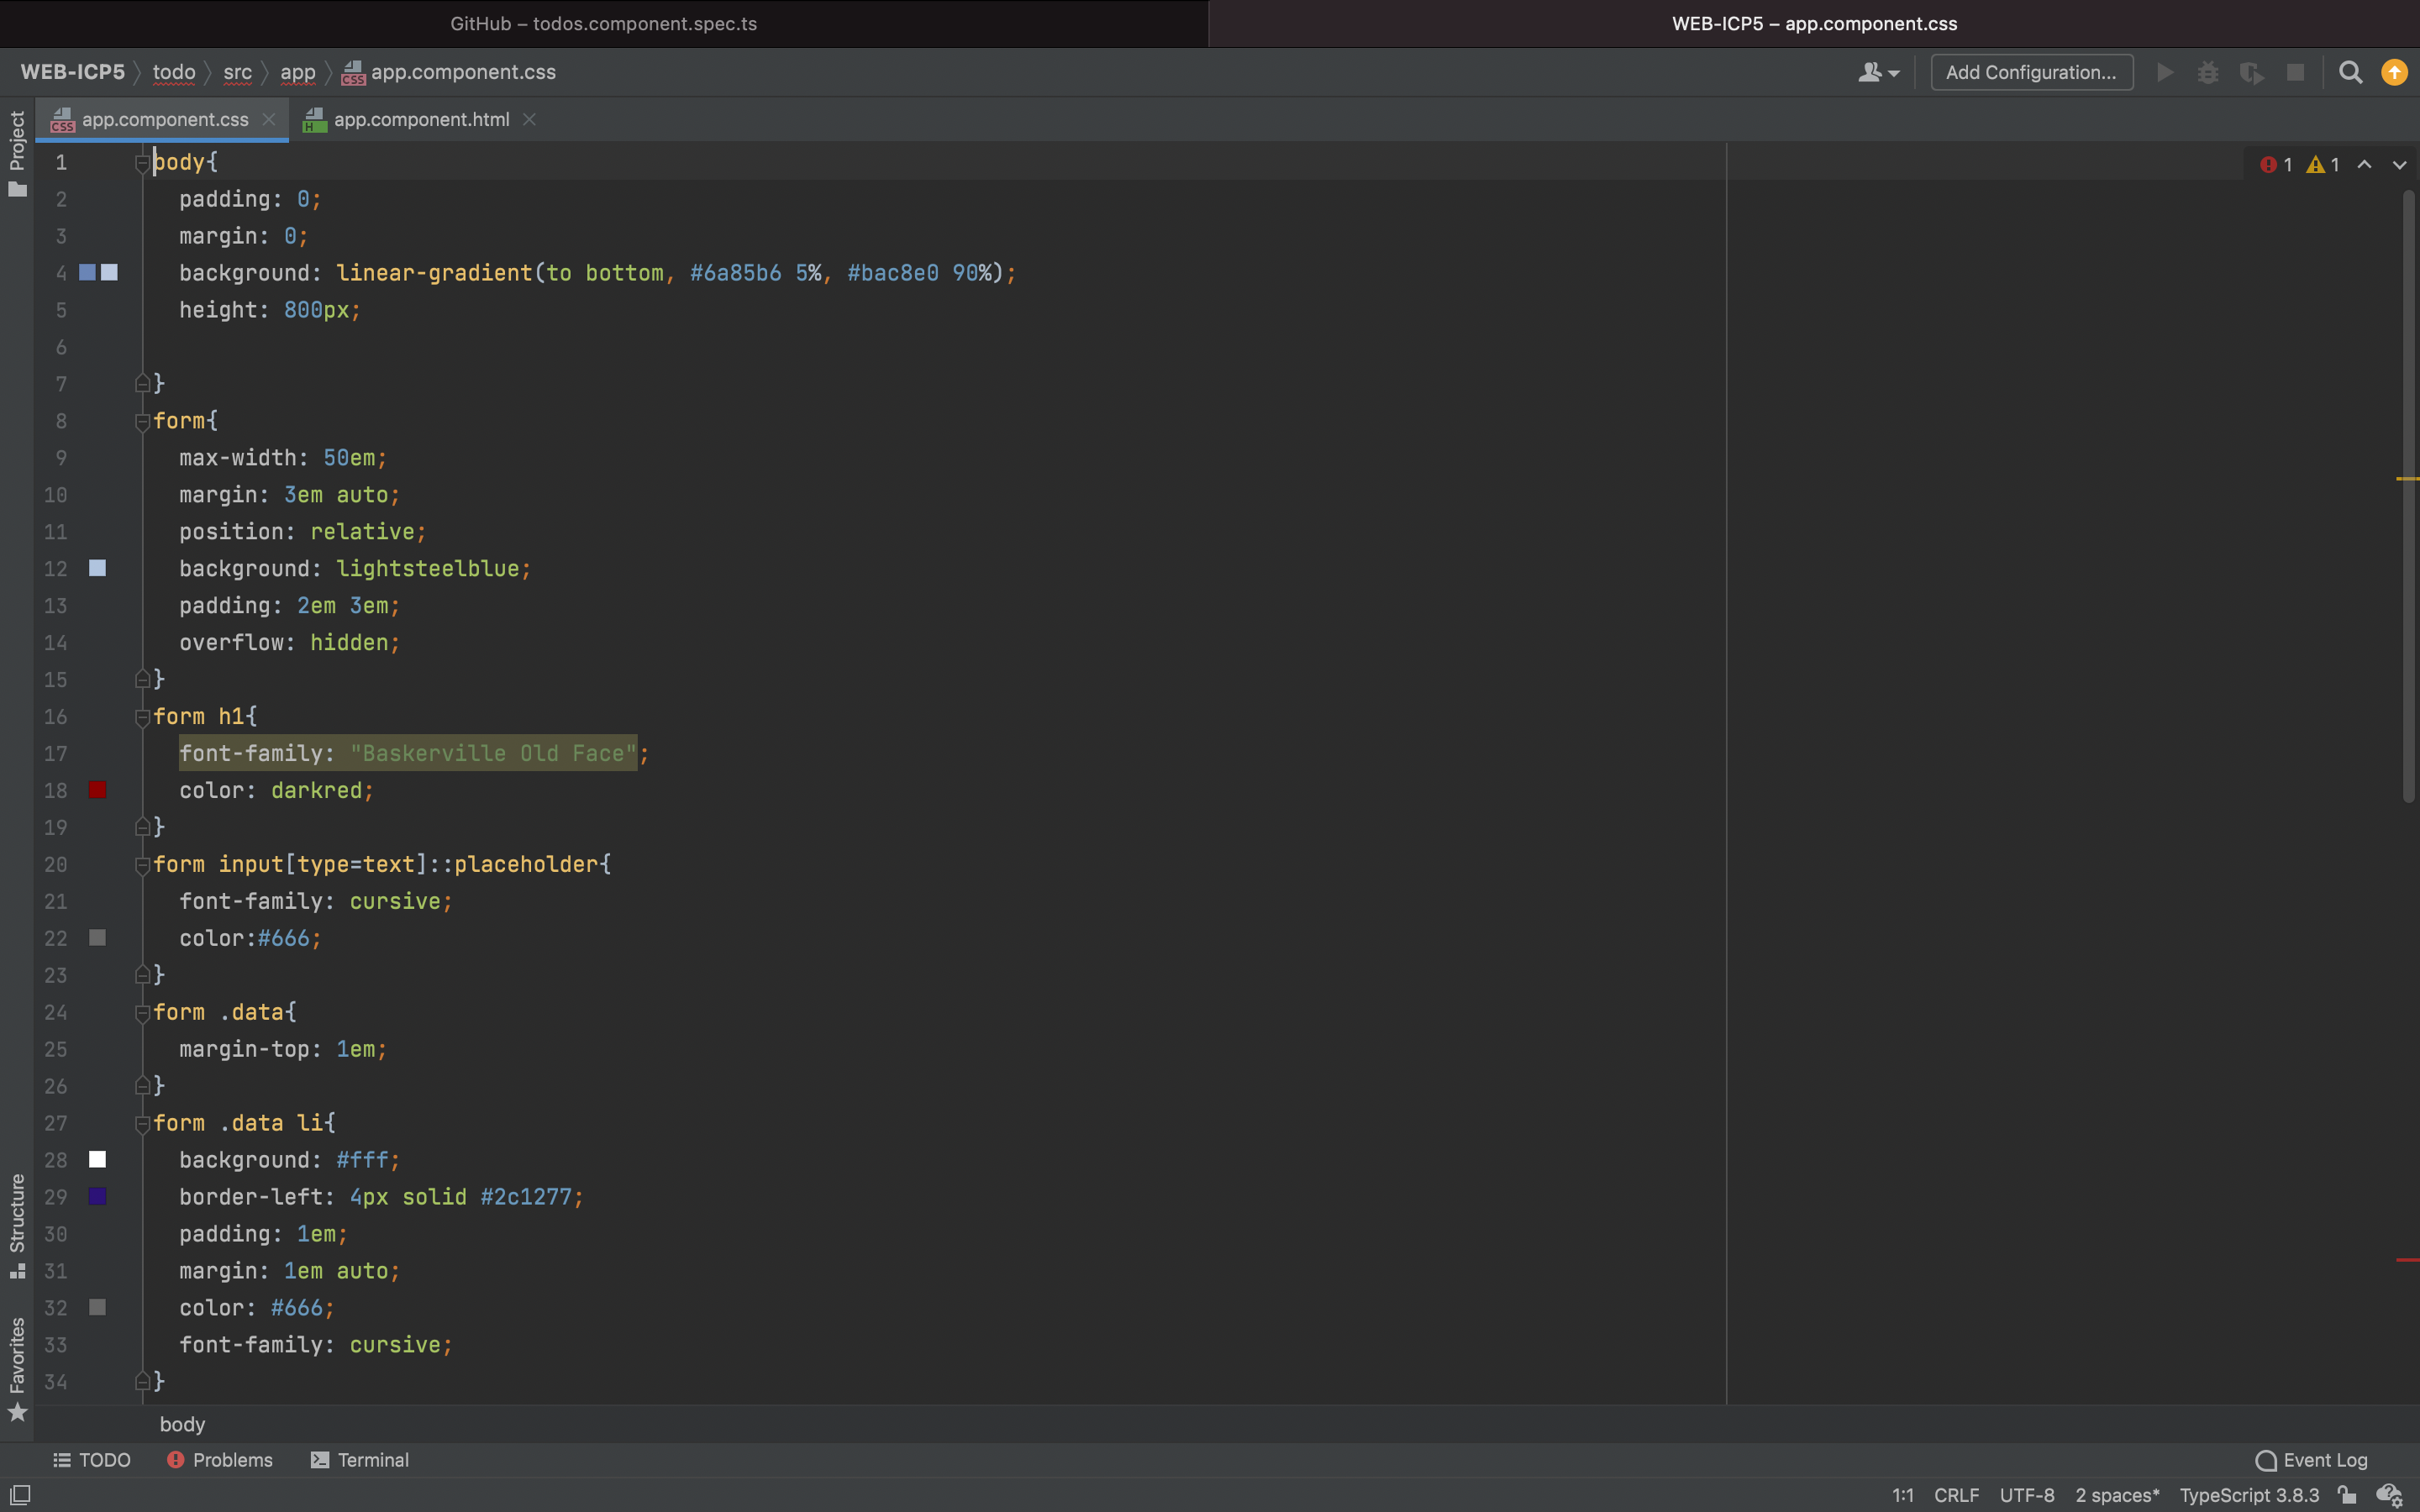 GitHub – todos.component.spec.ts
WEB-ICP5 – app.component.css
WEB-ICP5 todo src app app.component.css
Add Configuration...
Project
app.component.css
app.component.html
1 body{
1 1
2 padding: 0;
3 margin: 0;
4 background: linear-gradient(to bottom, #6a85b6 5%, #bac8e0 90%);
5 height: 800px;
6
7 }
8 form{
9 max-width: 50em;
10 margin: 3em auto;
11 position: relative;
12 background: lightsteelblue;
13 padding: 2em 3em;
14 overflow: hidden;
15 }
16 form h1{
17 font-family: "Baskerville Old Face";
18 color: darkred;
19 }
20 form input[type=text]::placeholder{
21 font-family: cursive;
22 color:#666;
23 }
24 form .data{
25 margin-top: 1em;
26 }
27 form .data li{
28 background: #fff;
29 border-left: 4px solid #2c1277;
30 padding: 1em;
31 margin: 1em auto;
32 color: #666;
33 font-family: cursive;
34 }
Structure
Favorites
body
TODO Problems Terminal
Event Log
1:1 CRLF UTF-8 2 spaces* TypeScript 3.8.3